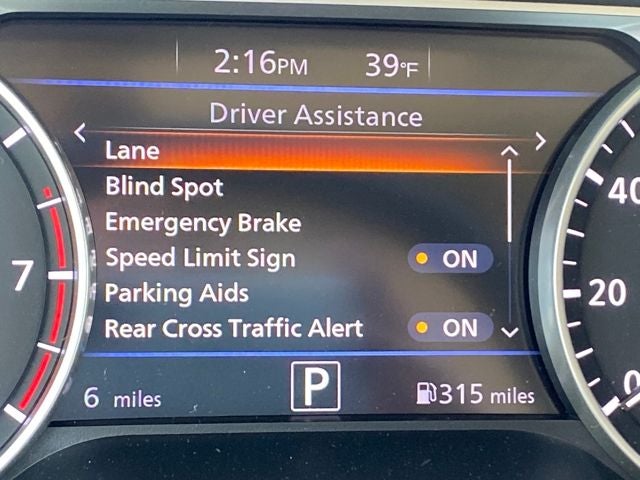 2:16PM 39°F
Driver Assistance
Lane
Blind Spot
Emergency Brake
Speed Limit Sign ON
Parking Aids
Rear Cross Traffic Alert ON
6 miles P 315 miles
7
40
20
0